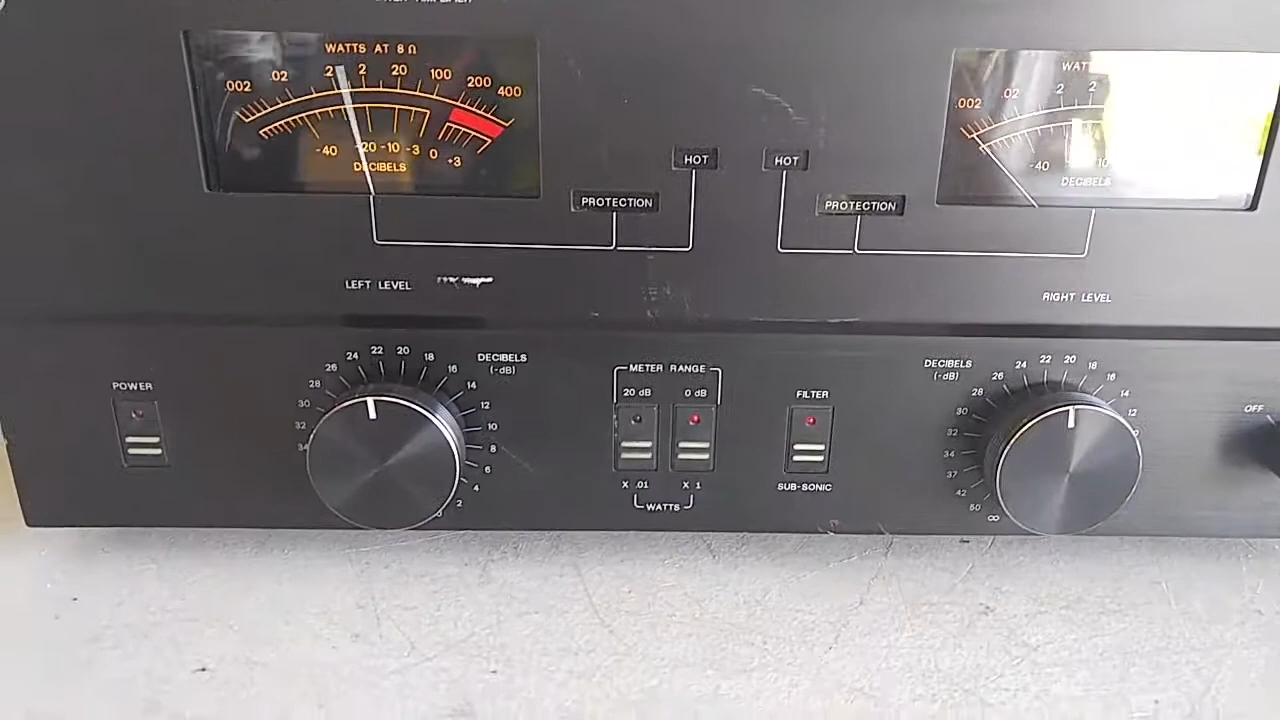 AMPLIFIER
WATTS AT 8 Ω
.002 .02 .2 2 20 100 200 400
-40 -20 -10 -3 0 +3
DECIBELS
HOT
PROTECTION
HOT
PROTECTION
WATT
.002 .02 .2 2
-40 10
DECIBELS
LEFT LEVEL
RIGHT LEVEL
POWER
34 32 30 28 26 24 22 20 18 16 14 12 10 8 6 4 2
DECIBELS
(-dB)
METER RANGE
20 dB 0 dB
X .01 X 1
WATTS
FILTER
SUB-SONIC
DECIBELS
(-dB)
∞ 50 42 37 34 32 30 28 26 24 22 20 18 16 14 12
OFF